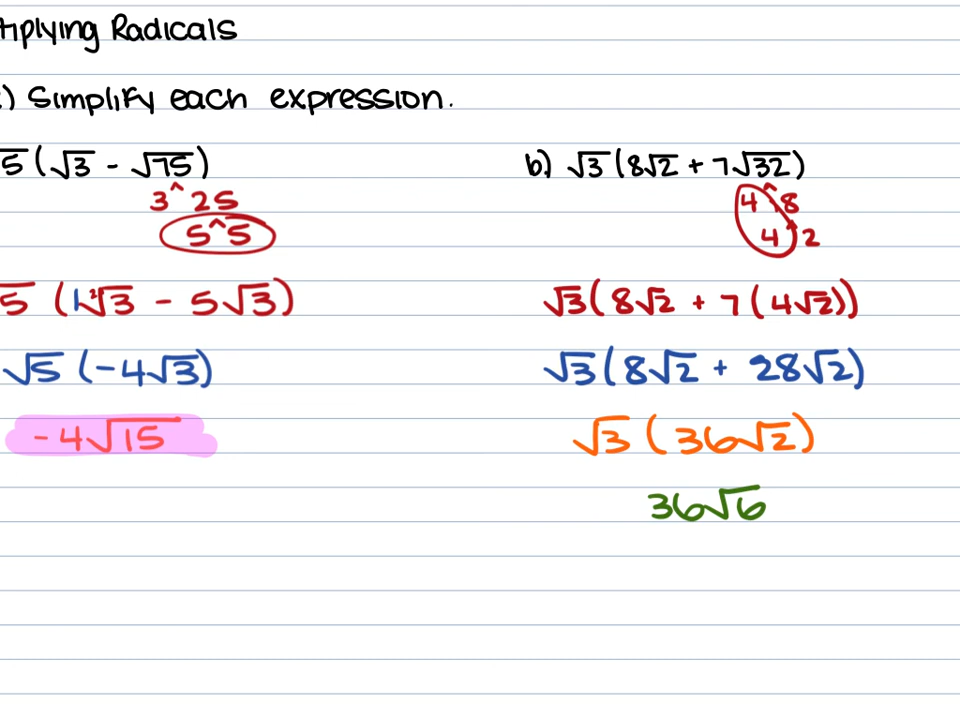 tiplying Radicals
) Simplify each expression.
√5 (√3 - √75)
3 ^ 25
5 ^ 5
√5 (1²√3 - 5√3)
√5 (-4√3)
-4√15
b) √3 (8√2 + 7√32)
4 ^ 8
4 ^ 2
√3 (8√2 + 7 (4√2))
√3 (8√2 + 28√2)
√3 (36√2)
36√6